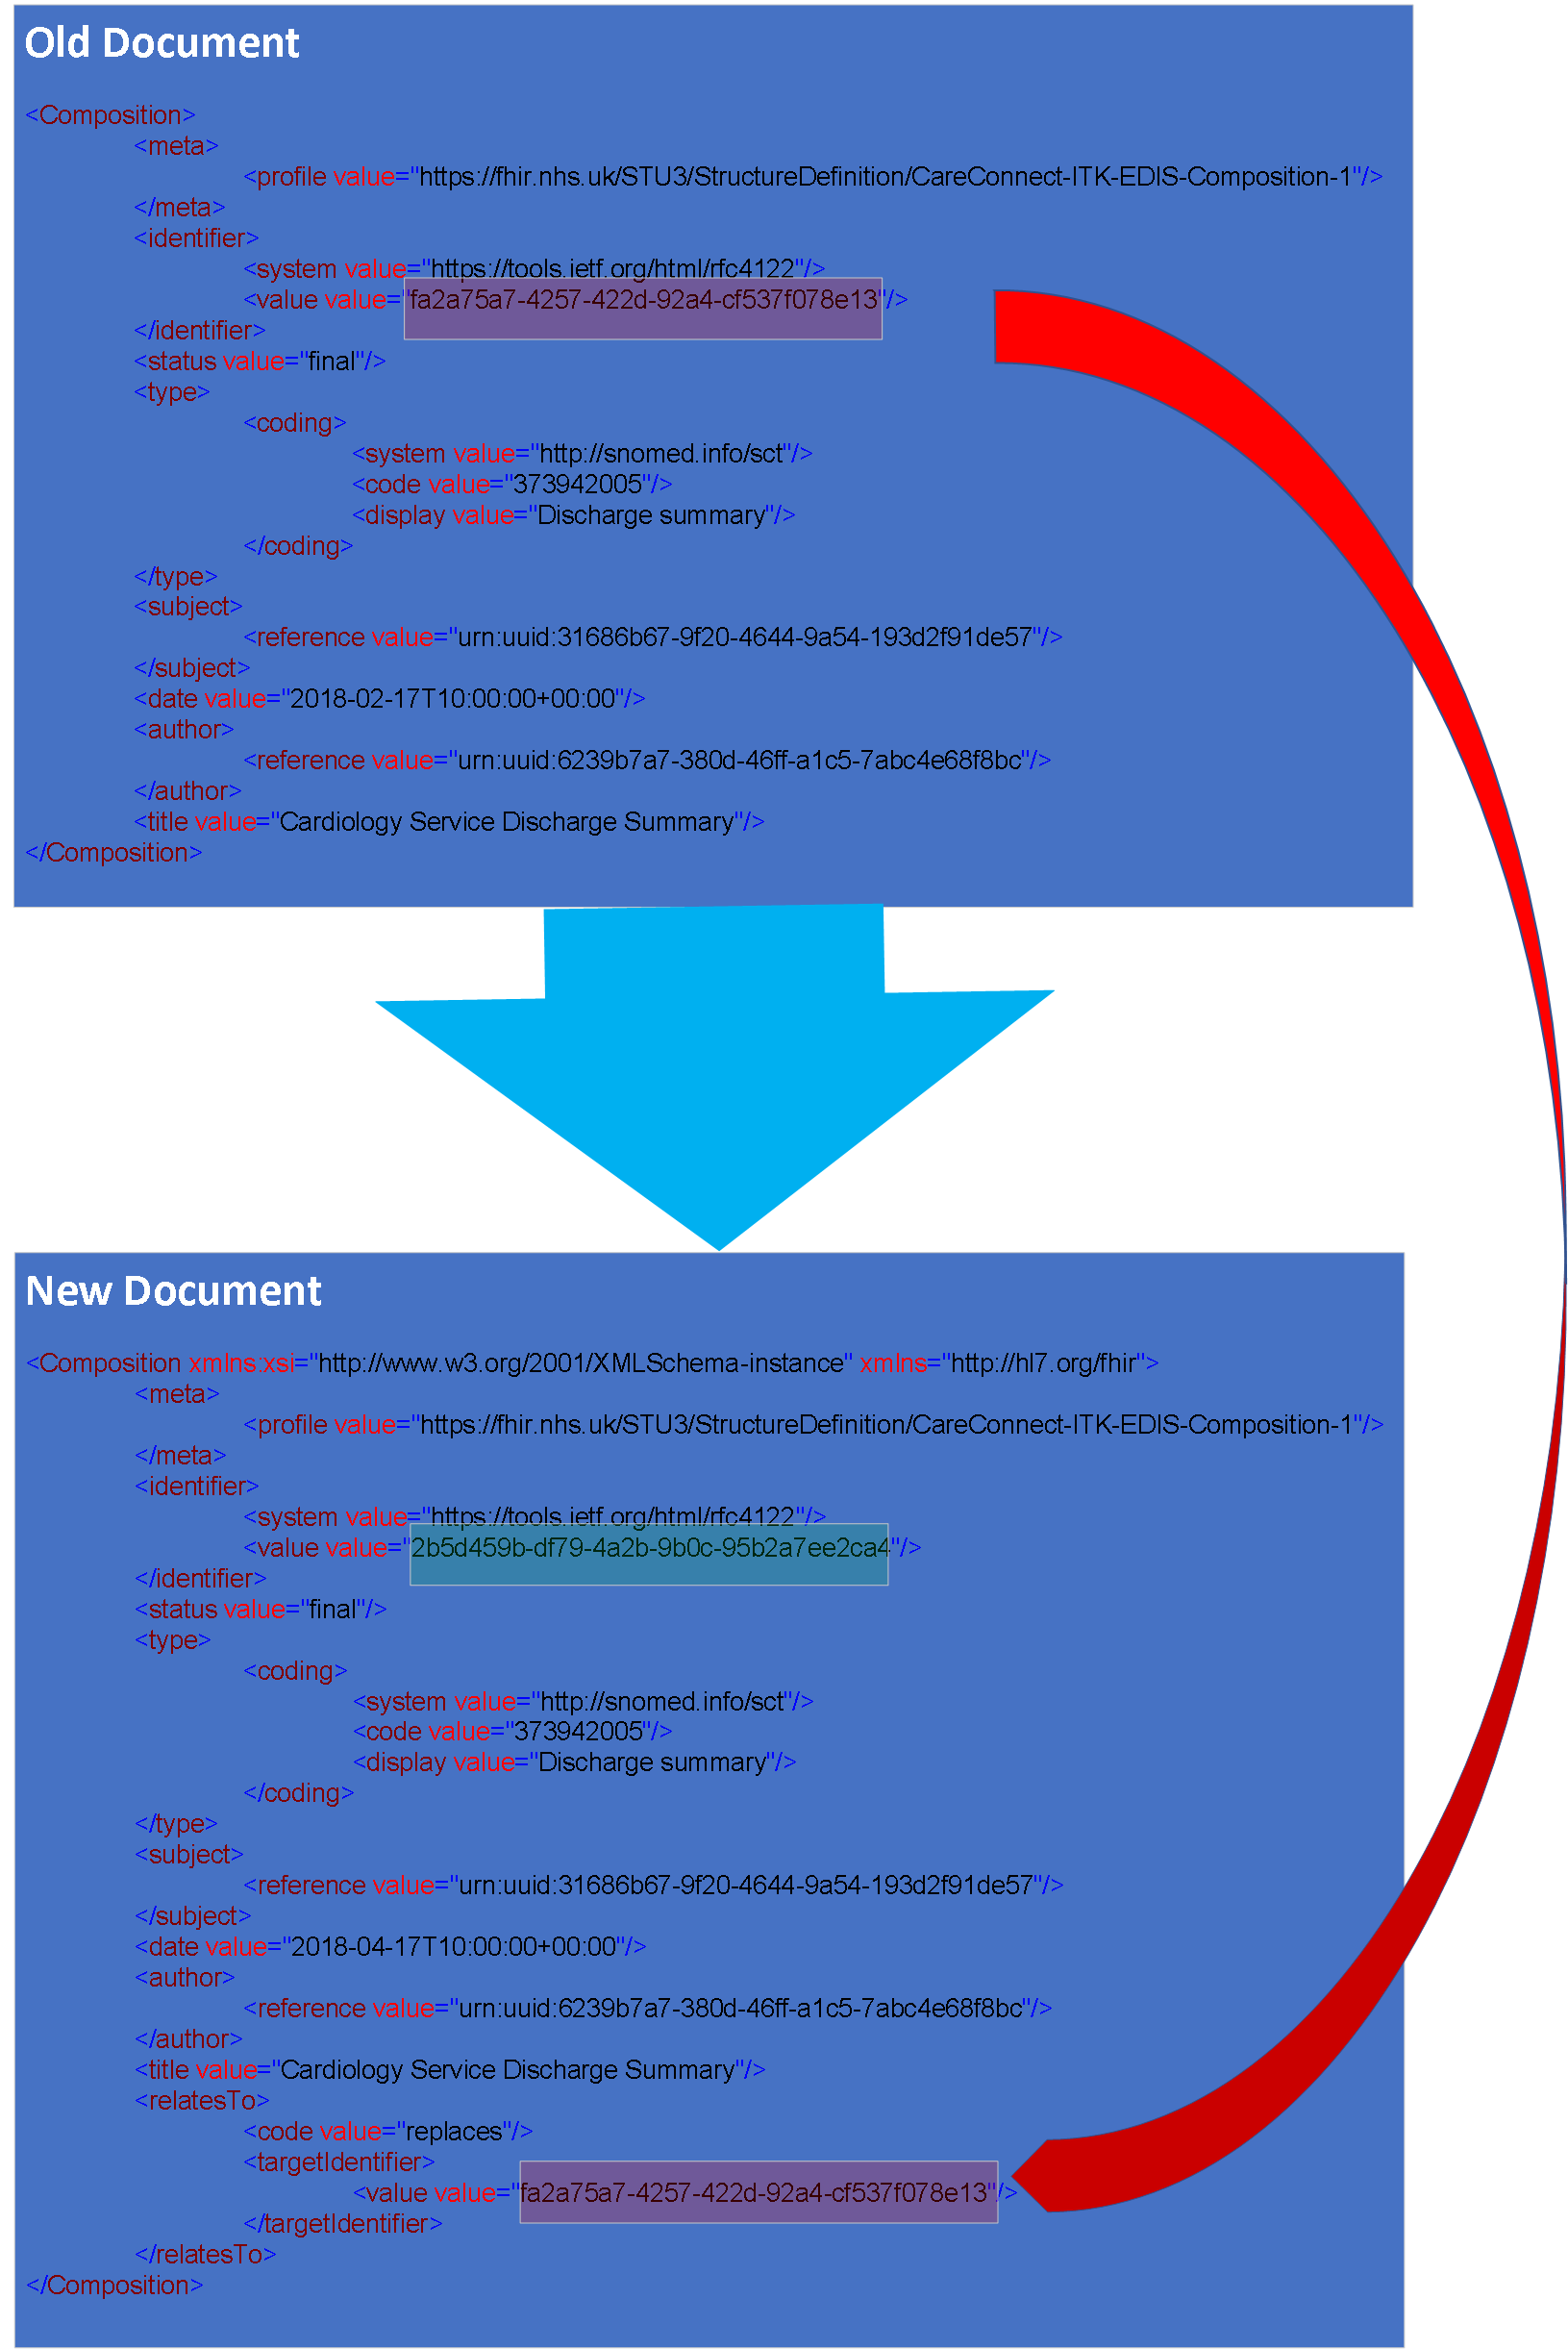 Old Document
<Composition>
<meta>
<profile value="https://fhir.nhs.uk/STU3/StructureDefinition/CareConnect-ITK-EDIS-Composition-1"/>
</meta>
<identifier>
<system value="https://tools.ietf.org/html/rfc4122"/>
<value value="fa2a75a7-4257-422d-92a4-cf537f078e13"/>
</identifier>
<status value="final"/>
<type>
<coding>
<system value="http://snomed.info/sct"/>
<code value="373942005"/>
<display value="Discharge summary"/>
</coding>
</type>
<subject>
<reference value="urn:uuid:31686b67-9f20-4644-9a54-193d2f91de57"/>
</subject>
<date value="2018-02-17T10:00:00+00:00"/>
<author>
<reference value="urn:uuid:6239b7a7-380d-46ff-a1c5-7abc4e68f8bc"/>
</author>
<title value="Cardiology Service Discharge Summary"/>
</Composition>
New Document
<Composition xmlns:xsi="http://www.w3.org/2001/XMLSchema-instance" xmlns="http://hl7.org/fhir">
<meta>
<profile value="https://fhir.nhs.uk/STU3/StructureDefinition/CareConnect-ITK-EDIS-Composition-1"/>
</meta>
<identifier>
<system value="https://tools.ietf.org/html/rfc4122"/>
<value value="2b5d459b-df79-4a2b-9b0c-95b2a7ee2ca4"/>
</identifier>
<status value="final"/>
<type>
<coding>
<system value="http://snomed.info/sct"/>
<code value="373942005"/>
<display value="Discharge summary"/>
</coding>
</type>
<subject>
<reference value="urn:uuid:31686b67-9f20-4644-9a54-193d2f91de57"/>
</subject>
<date value="2018-04-17T10:00:00+00:00"/>
<author>
<reference value="urn:uuid:6239b7a7-380d-46ff-a1c5-7abc4e68f8bc"/>
</author>
<title value="Cardiology Service Discharge Summary"/>
<relatesTo>
<code value="replaces"/>
<targetIdentifier>
<value value="fa2a75a7-4257-422d-92a4-cf537f078e13"/>
</targetIdentifier>
</relatesTo>
</Composition>